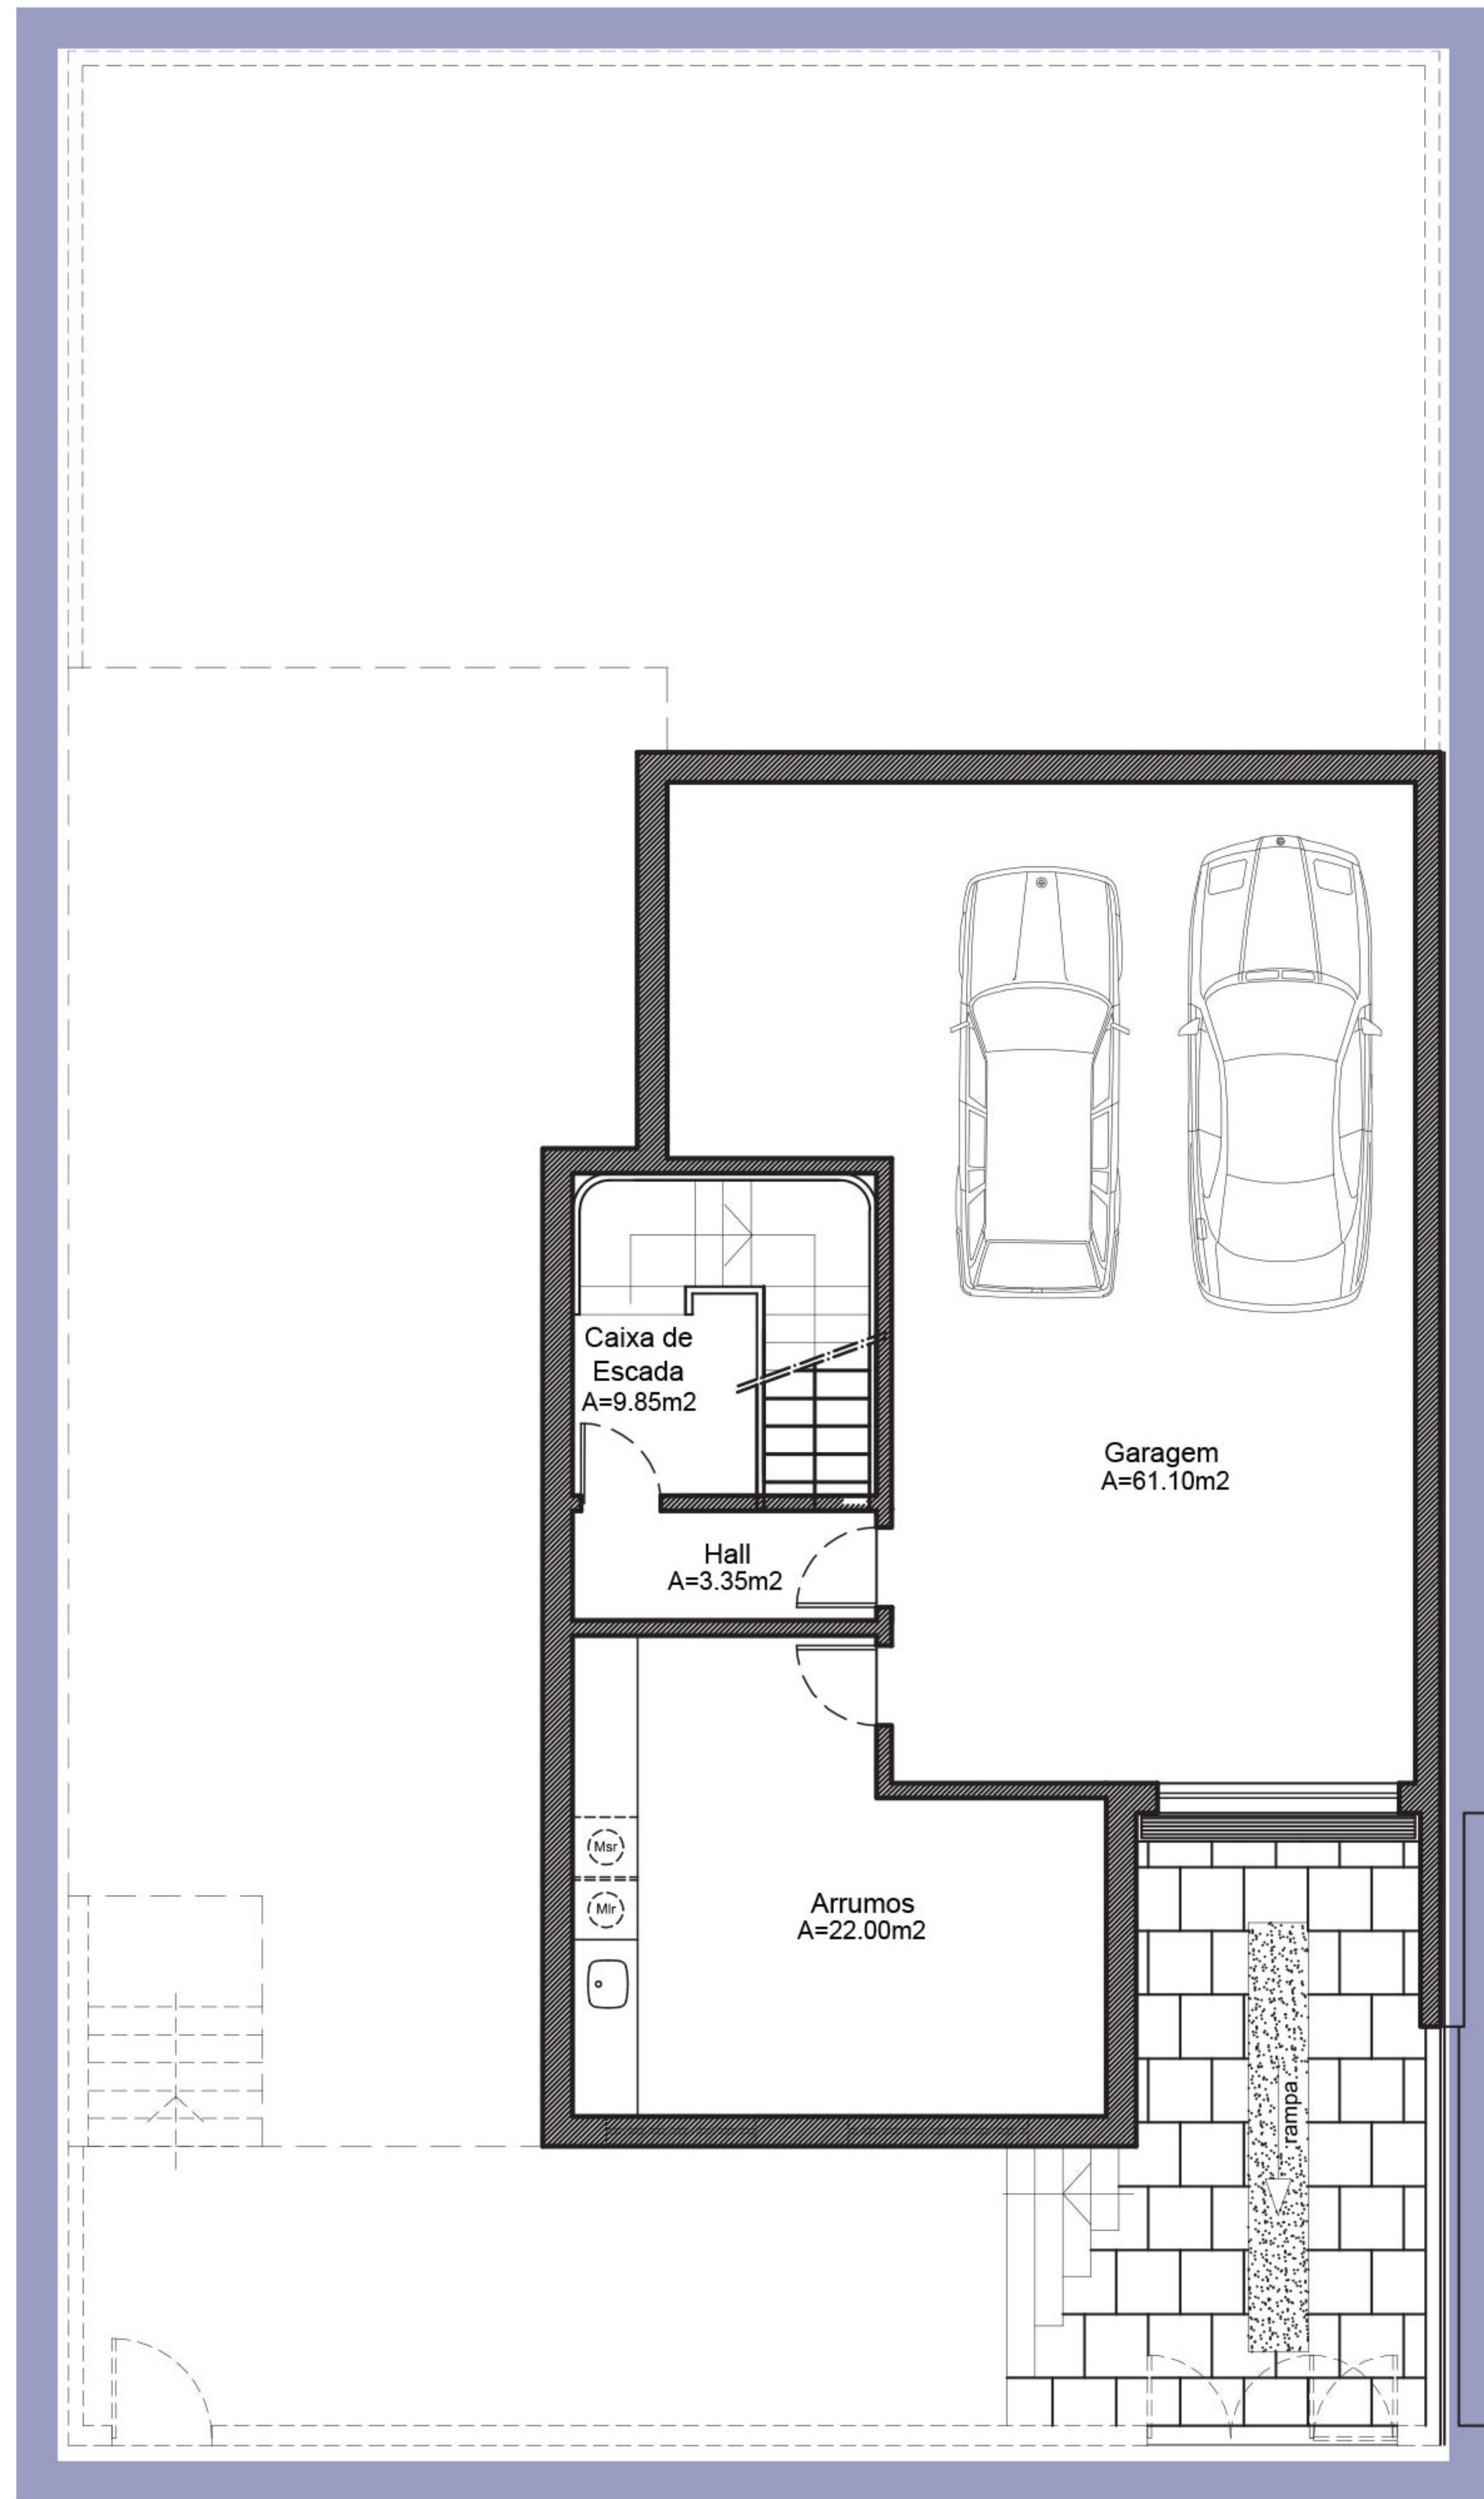 Caixa de
Escada
A=9.85m2
Garagem
A=61.10m2
Hall
A=3.35m2
Msr
Mlr
Arrumos
A=22.00m2
rampa